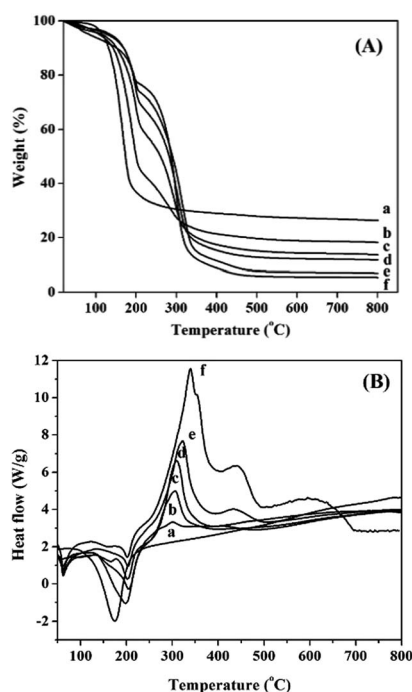 (A)
100
80
60
40
20
0
Weight (%)
a
b
c
d
e
f
100 200 300 400 500 600 700 800
Temperature (°C)
(B)
12
10
8
6
4
2
0
-2
Heat flow (W/g)
f
e
d
c
b
a
100 200 300 400 500 600 700 800
Temperature (°C)